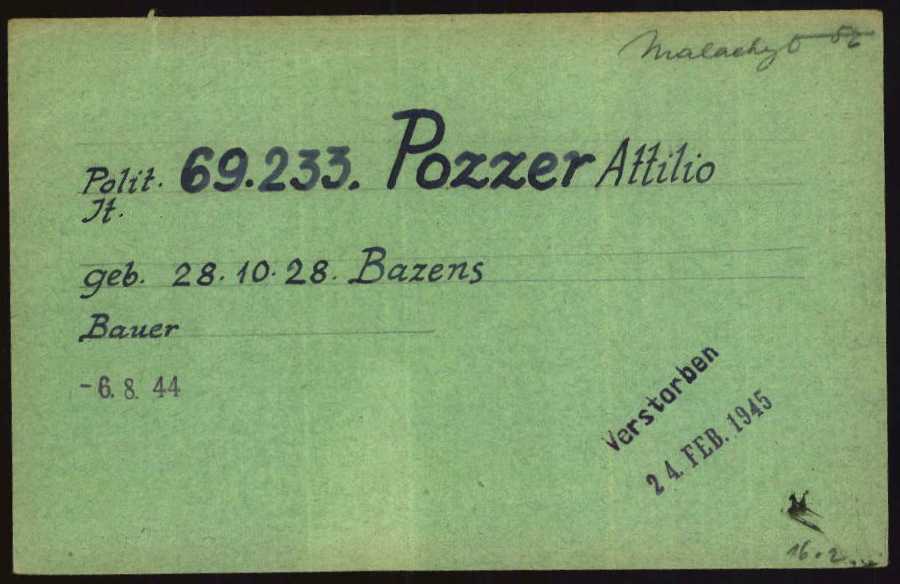 Malachyt
Polit. 69.233. Pozzer Attilio
It.
geb. 28.10.28. Bazens
Bauer
-6.8.44
Verstorben
24. FEB. 1945
16.2.